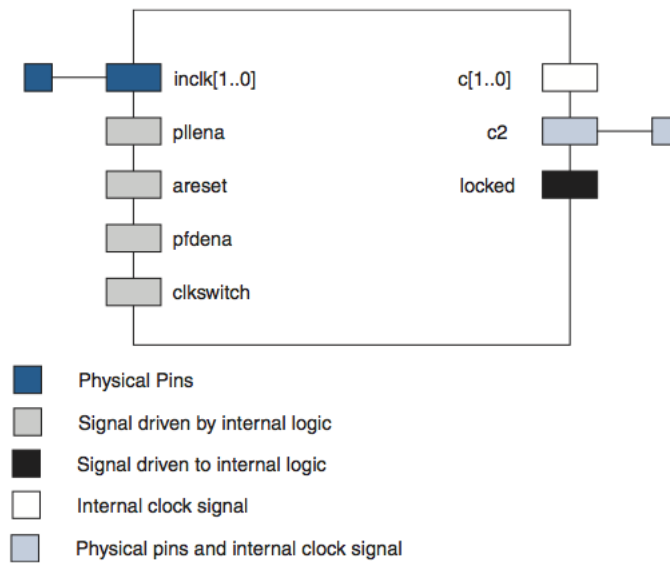 inclk[1..0] c[1..0]
pllena c2
areset locked
pfdena
clkswitch
Physical Pins
Signal driven by internal logic
Signal driven to internal logic
Internal clock signal
Physical pins and internal clock signal